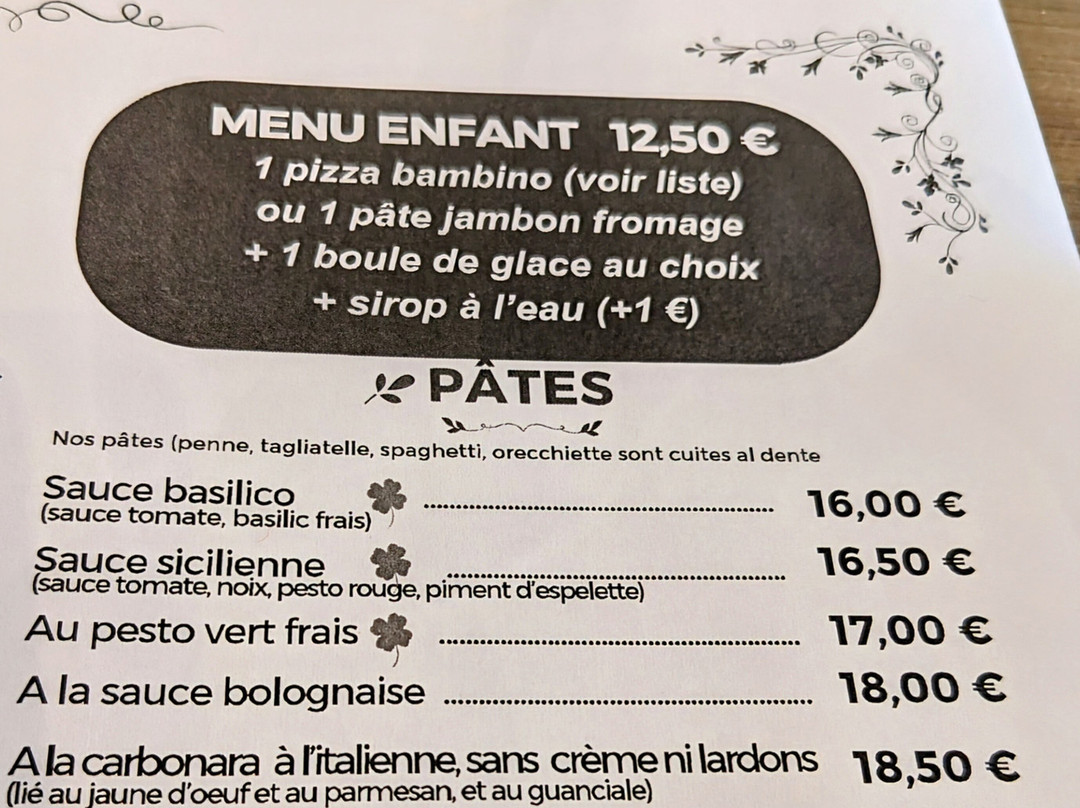 MENU ENFANT 12,50 €
1 pizza bambino (voir liste)
ou 1 pâte jambon fromage
+ 1 boule de glace au choix
+ sirop à l'eau (+1 €)
PÂTES
Nos pâtes (penne, tagliatelle, spaghetti, orecchiette sont cuites al dente
Sauce basilico ........ 16,00 €
(sauce tomate, basilic frais)
Sauce sicilienne ........ 16,50 €
(sauce tomate, noix, pesto rouge, piment d'espelette)
Au pesto vert frais ........ 17,00 €
A la sauce bolognaise ........ 18,00 €
A la carbonara à l'italienne, sans crème ni lardons 18,50 €
(lié au jaune d'oeuf et au parmesan, et au guanciale)